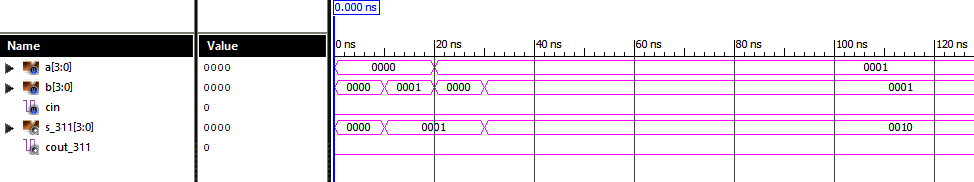 0.000 ns
Name Value 0 ns 20 ns 40 ns 60 ns 80 ns 100 ns 120 ns
a[3:0] 0000 0000 0001
b[3:0] 0000 0000 0001 0000 0001
cin 0
s_311[3:0] 0000 0000 0001 0010
cout_311 0